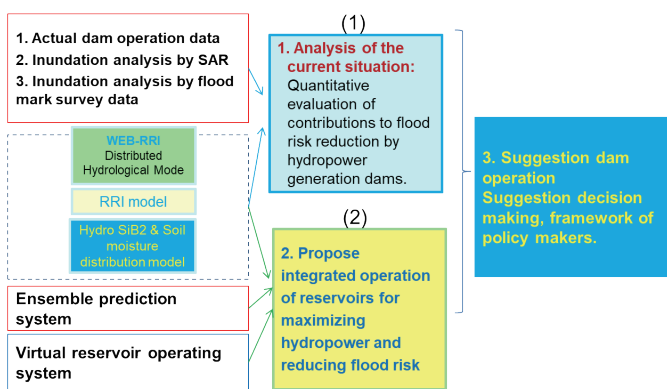 1. Actual dam operation data
2. Inundation analysis by SAR
3. Inundation analysis by flood
mark survey data
WEB-RRI
Distributed
Hydrological Mode
RRI model
Hydro SiB2 & Soil
moisture
distribution model
Ensemble prediction
system
Virtual reservoir operating
system
(1)
1. Analysis of the
current situation:
Quantitative
evaluation of
contributions to flood
risk reduction by
hydropower
generation dams.
(2)
2. Propose
integrated operation
of reservoirs for
maximizing
hydropower and
reducing flood risk
3. Suggestion dam
operation
Suggestion decision
making, framework of
policy makers.